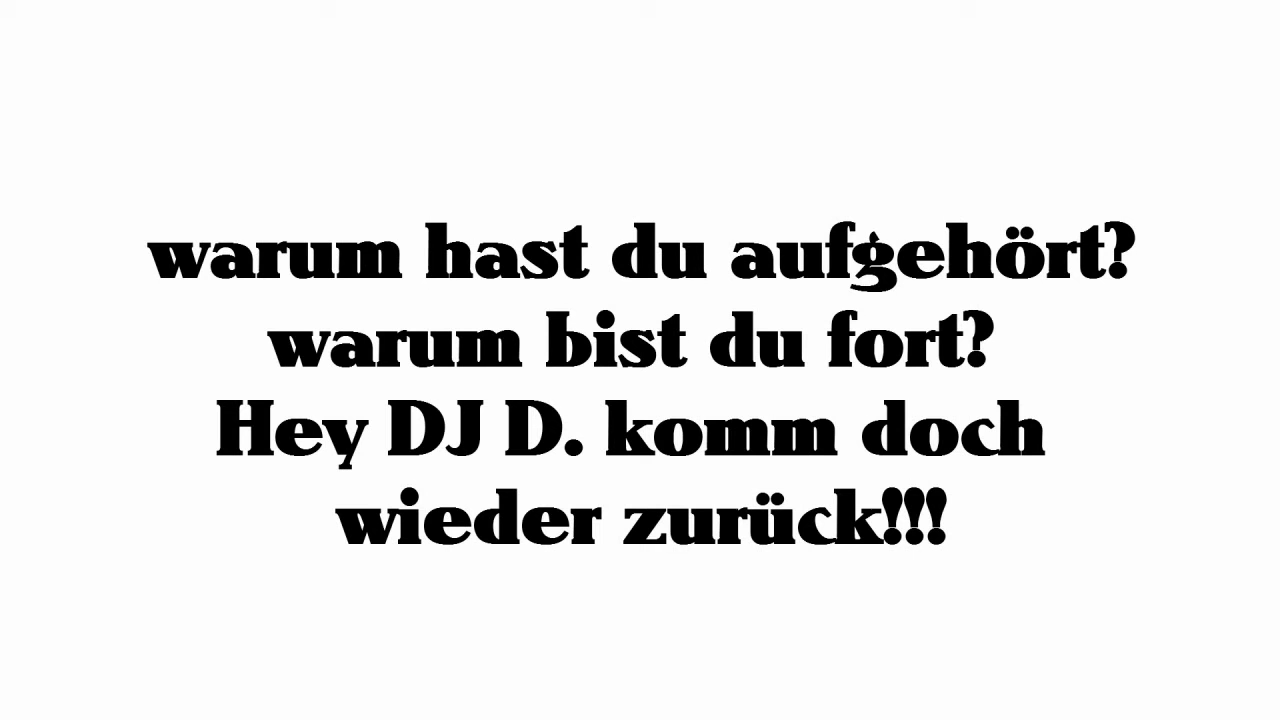 warum hast du aufgehört?
warum bist du fort?
Hey DJ D. komm doch
wieder zurück!!!